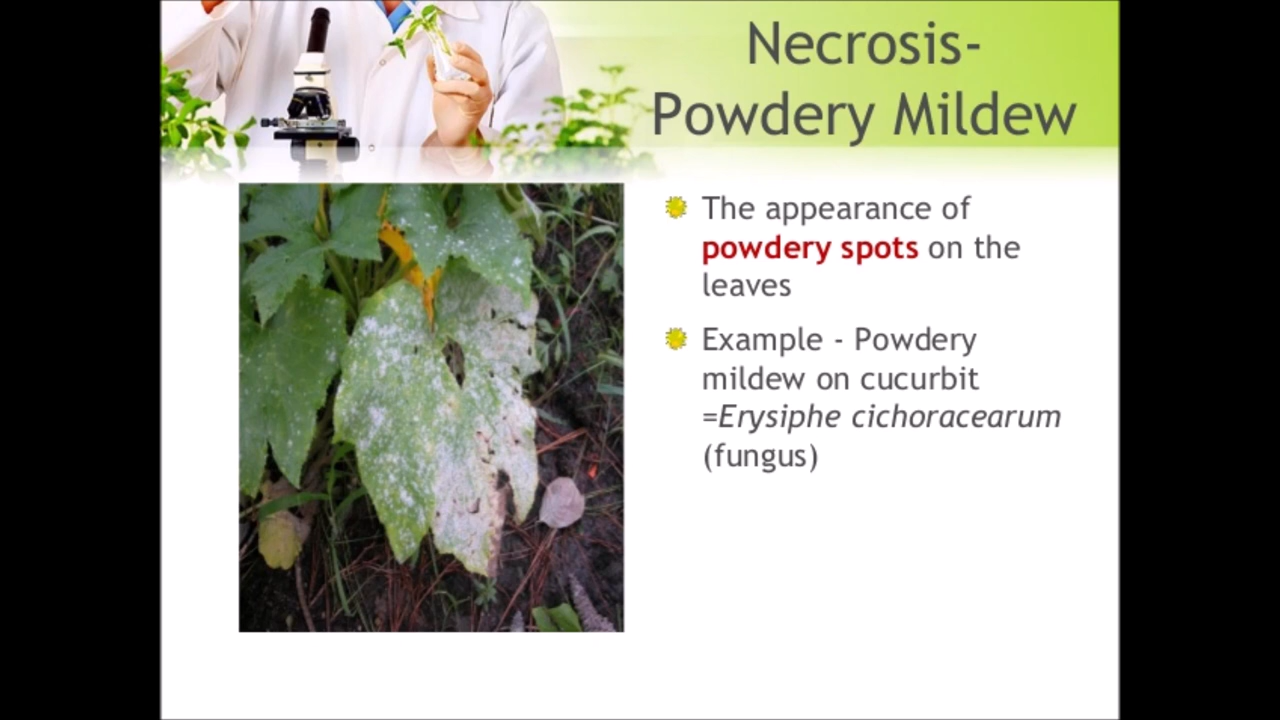 Necrosis-
Powdery Mildew
The appearance of
powdery spots on the
leaves
Example - Powdery
mildew on cucurbit
=Erysiphe cichoracearum
(fungus)